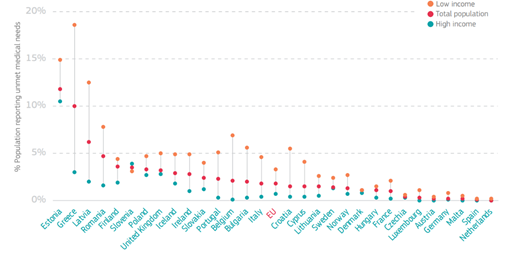 Low income
Total population
High income
% Population reporting unmet medical needs
20%
15%
10%
5%
0%
Estonia
Greece
Latvia
Romania
Finland
Slovenia
Poland
United Kingdom
Iceland
Ireland
Slovakia
Portugal
Belgium
Bulgaria
Italy
EU
Croatia
Cyprus
Lithuania
Sweden
Norway
Denmark
Hungary
France
Czechia
Luxembourg
Austria
Germany
Malta
Spain
Netherlands